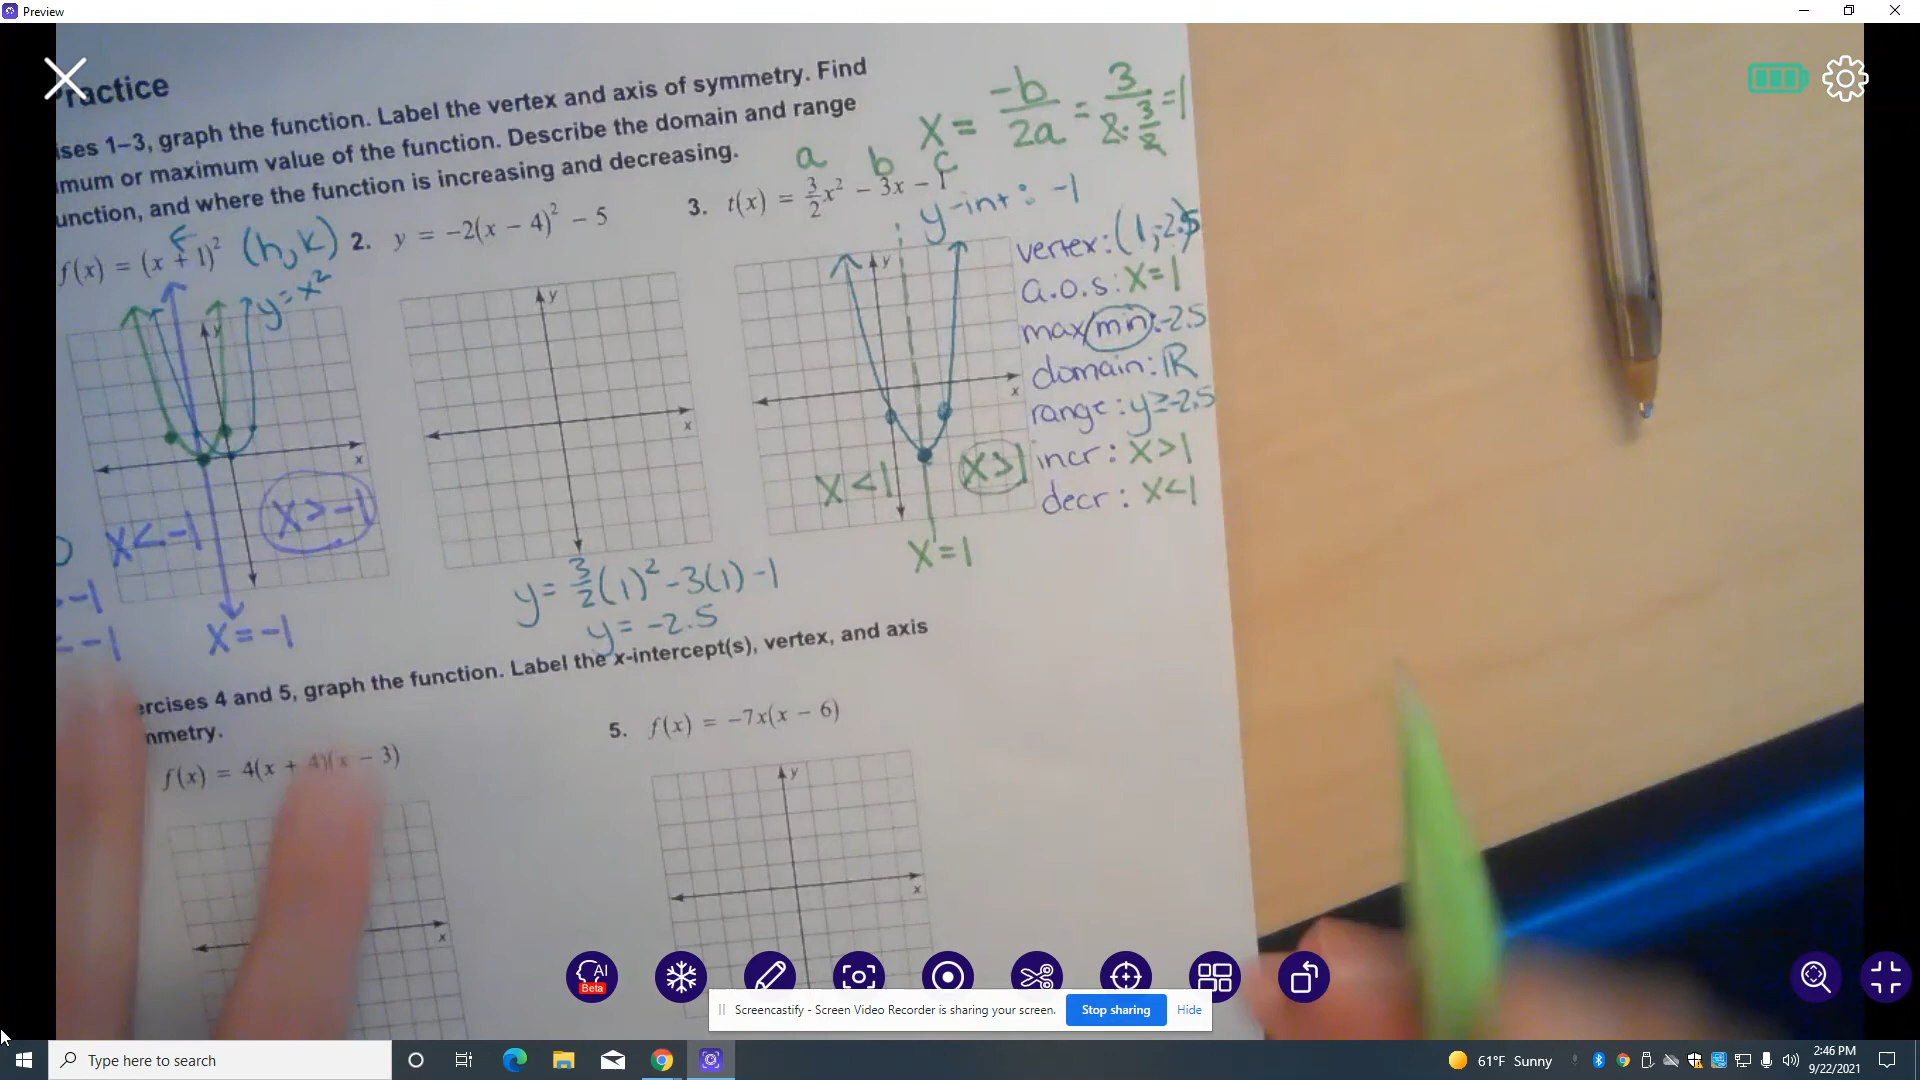 Preview
Practice
ises 1–3, graph the function. Label the vertex and axis of symmetry. Find
mum or maximum value of the function. Describe the domain and range
unction, and where the function is increasing and decreasing.
x = -b/2a = 3/(2·3/2) = 1
a b c
f(x) = (x + 1)²
(h,k)
y=x²
2. y = −2(x − 4)² − 5
3. t(x) = 3/2x² − 3x − 1
y-int: -1
vertex: (1,-2.5)
a.o.s: x=1
max/min: -2.5
domain: ℝ
range: y≥-2.5
incr: x>1
decr: x<1
y
x
y
x
y
x
x<-1
x>-1
x=-1
-1
-1
x<1
x>1
x=1
y= 3/2(1)²-3(1)-1
y= -2.5
ercises 4 and 5, graph the function. Label the x-intercept(s), vertex, and axis
mmetry.
f(x) = 4(x + 4)(x − 3)
5. f(x) = −7x(x − 6)
x
y
x
AI
Beta
Screencastify - Screen Video Recorder is sharing your screen.
Stop sharing
Hide
Type here to search
61°F Sunny
2:46 PM
9/22/2021